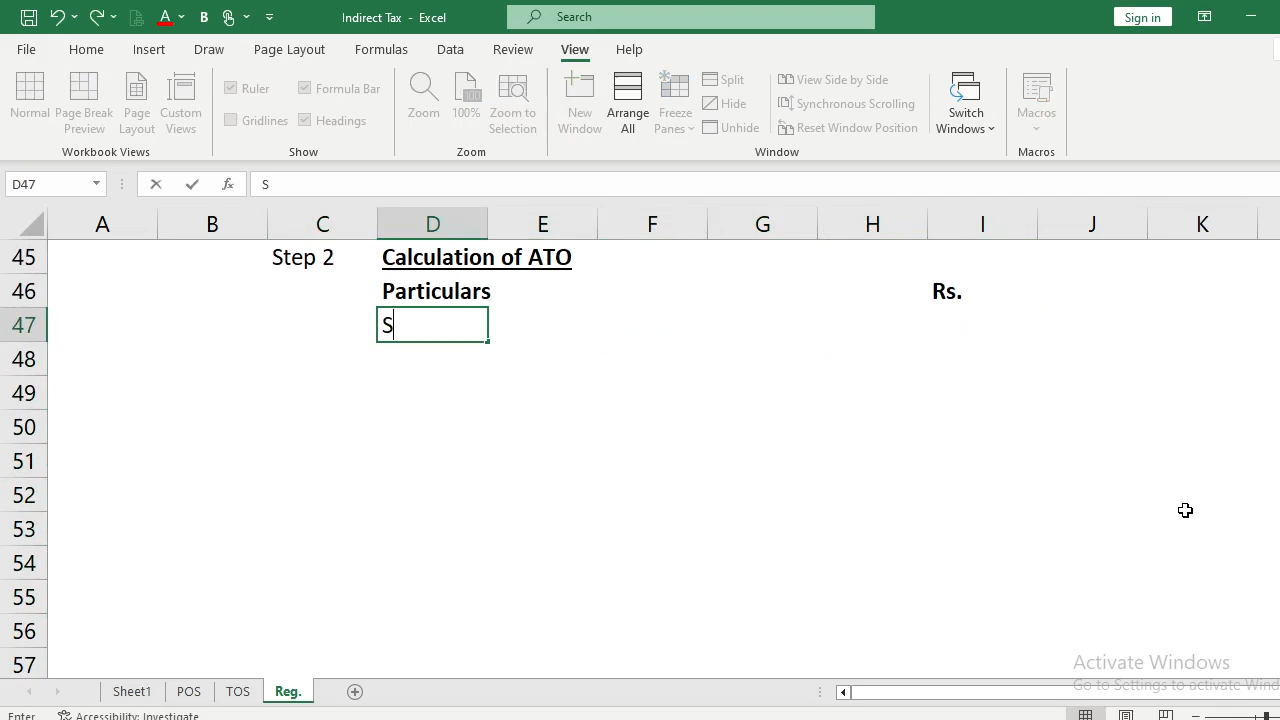 Indirect Tax - Excel
Search
Sign in
File Home Insert Draw Page Layout Formulas Data Review View Help
Normal
Page Break Preview
Page Layout
Custom Views
Workbook Views
Ruler
Formula Bar
Gridlines
Headings
Show
Zoom
100%
Zoom to Selection
Zoom
New Window
Arrange All
Freeze Panes
Split
Hide
Unhide
View Side by Side
Synchronous Scrolling
Reset Window Position
Window
Switch Windows
Macros
Macros
D47
fx
S
A B C D E F G H I J K
45 Step 2 Calculation of ATO
46 Particulars Rs.
47 S
48
49
50
51
52
53
54
55
56
57
Activate Windows
Go to Settings to activate Wind
Sheet1 POS TOS Reg.
Enter Accessibility: Investigate